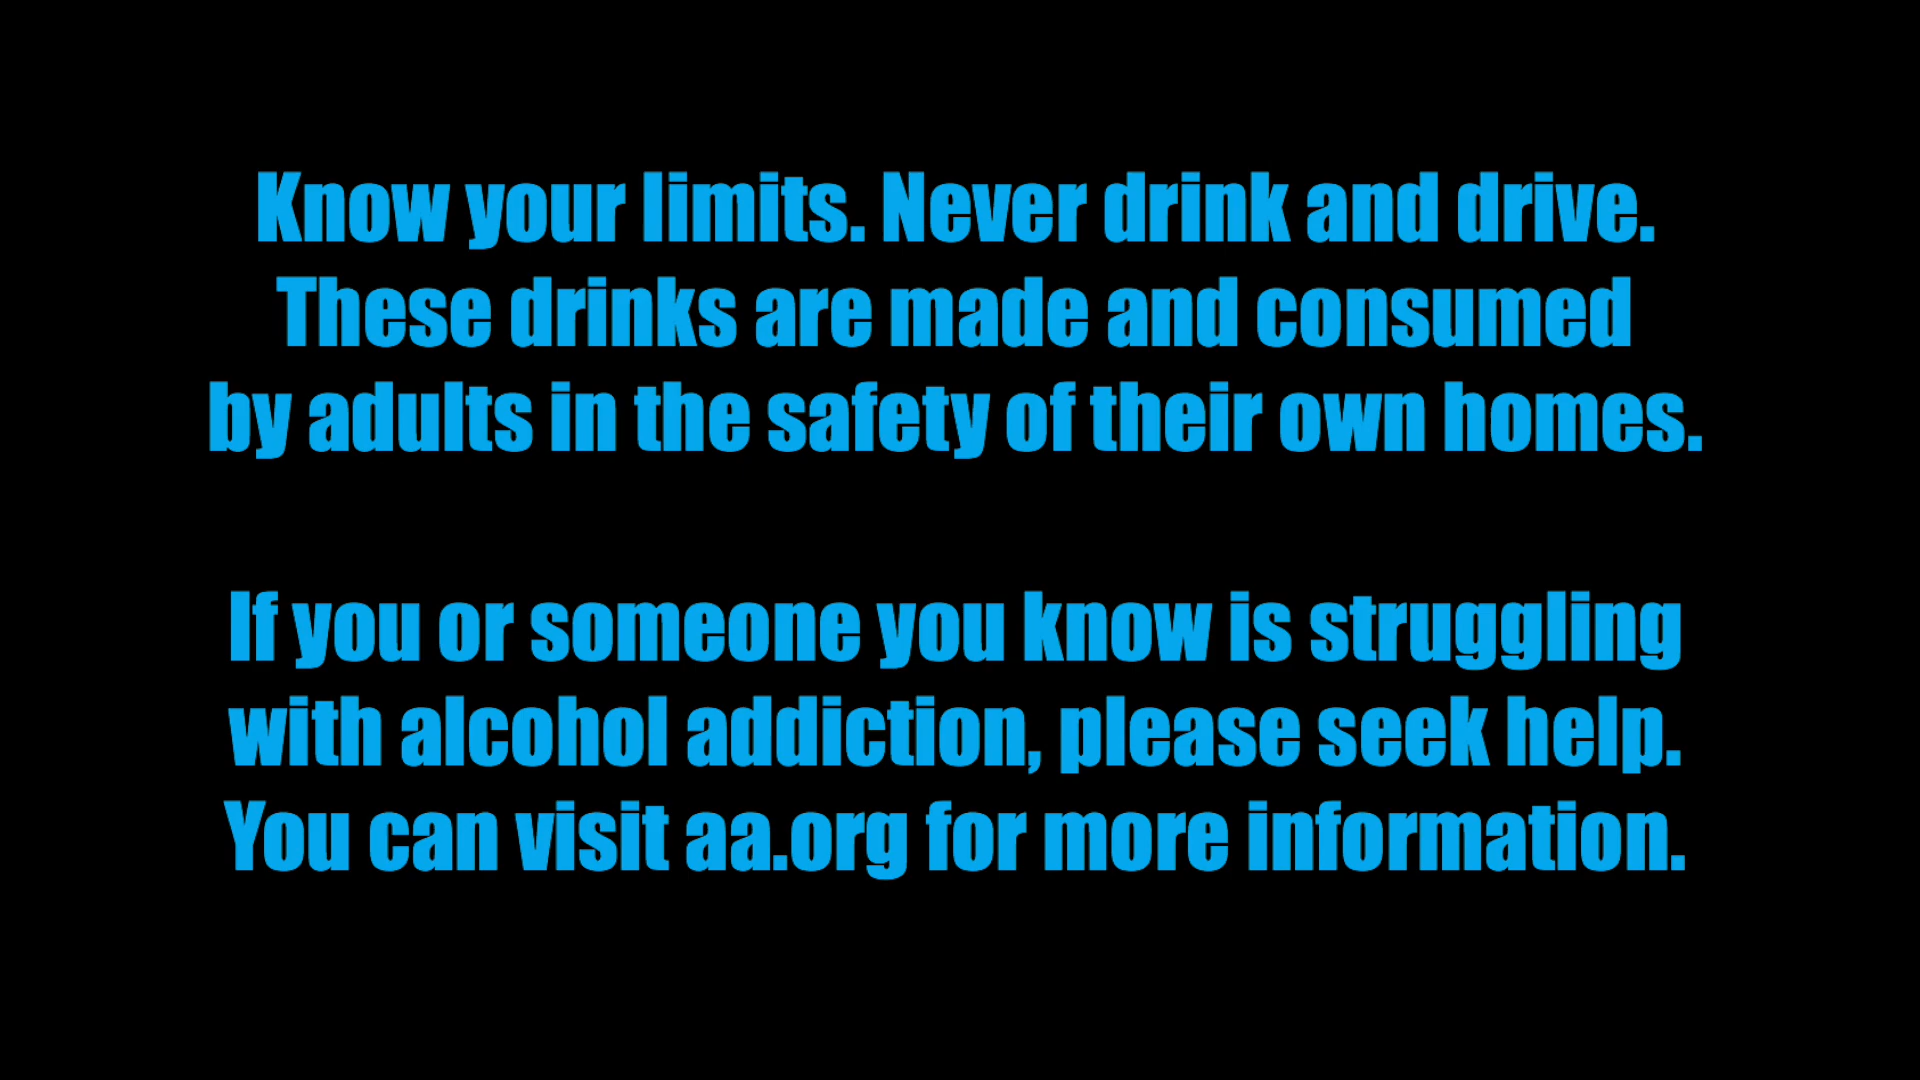 Know your limits. Never drink and drive.
These drinks are made and consumed
by adults in the safety of their own homes.
If you or someone you know is struggling
with alcohol addiction, please seek help.
You can visit aa.org for more information.